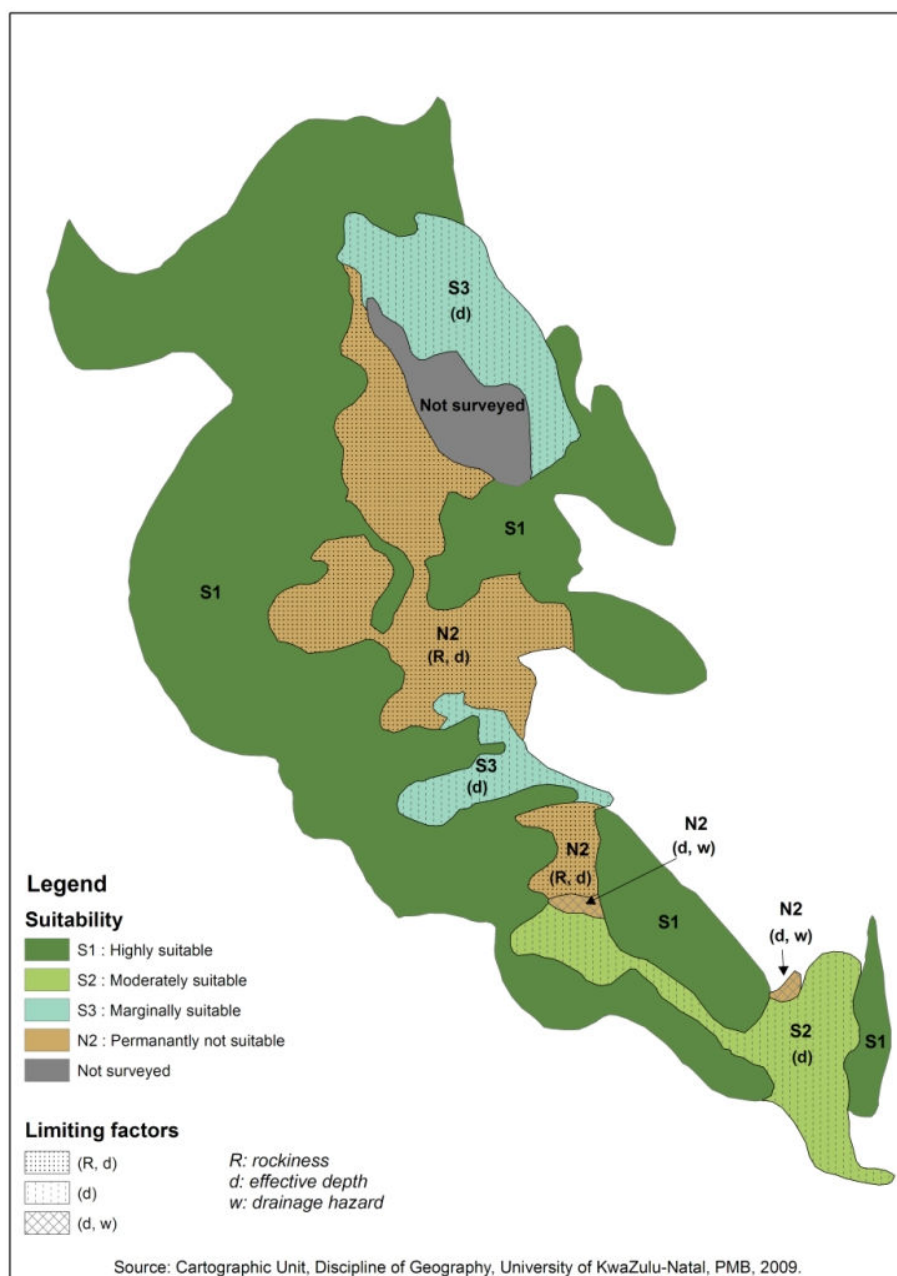 S3
(d)
Not surveyed
S1
S1
N2
(R, d)
S3
(d)
N2
(d, w)
N2
(R, d)
S1
N2
(d, w)
S2
(d)
S1
Legend
Suitability
S1 : Highly suitable
S2 : Moderately suitable
S3 : Marginally suitable
N2 : Permanantly not suitable
Not surveyed
Limiting factors
(R, d)
(d)
(d, w)
R: rockiness
d: effective depth
w: drainage hazard
Source: Cartographic Unit, Discipline of Geography, University of KwaZulu-Natal, PMB, 2009.